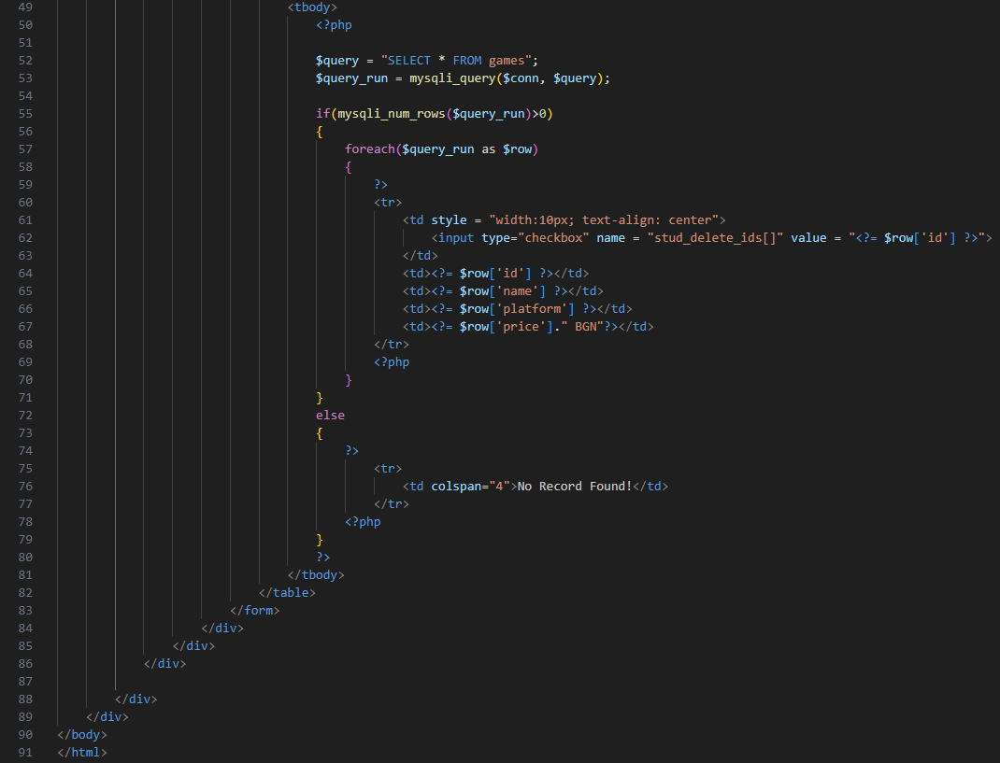 49 <tbody>
50 <?php
51
52 $query = "SELECT * FROM games";
53 $query_run = mysqli_query($conn, $query);
54
55 if(mysqli_num_rows($query_run)>0)
56 {
57 foreach($query_run as $row)
58 {
59 ?>
60 <tr>
61 <td style = "width:10px; text-align: center">
62 <input type="checkbox" name = "stud_delete_ids[]" value = "<?= $row['id'] ?>">
63 </td>
64 <td><?= $row['id'] ?></td>
65 <td><?= $row['name'] ?></td>
66 <td><?= $row['platform'] ?></td>
67 <td><?= $row['price']." BGN"?></td>
68 </tr>
69 <?php
70 }
71 }
72 else
73 {
74 ?>
75 <tr>
76 <td colspan="4">No Record Found!</td>
77 </tr>
78 <?php
79 }
80 ?>
81 </tbody>
82 </table>
83 </form>
84 </div>
85 </div>
86 </div>
87
88 </div>
89 </div>
90 </body>
91 </html>